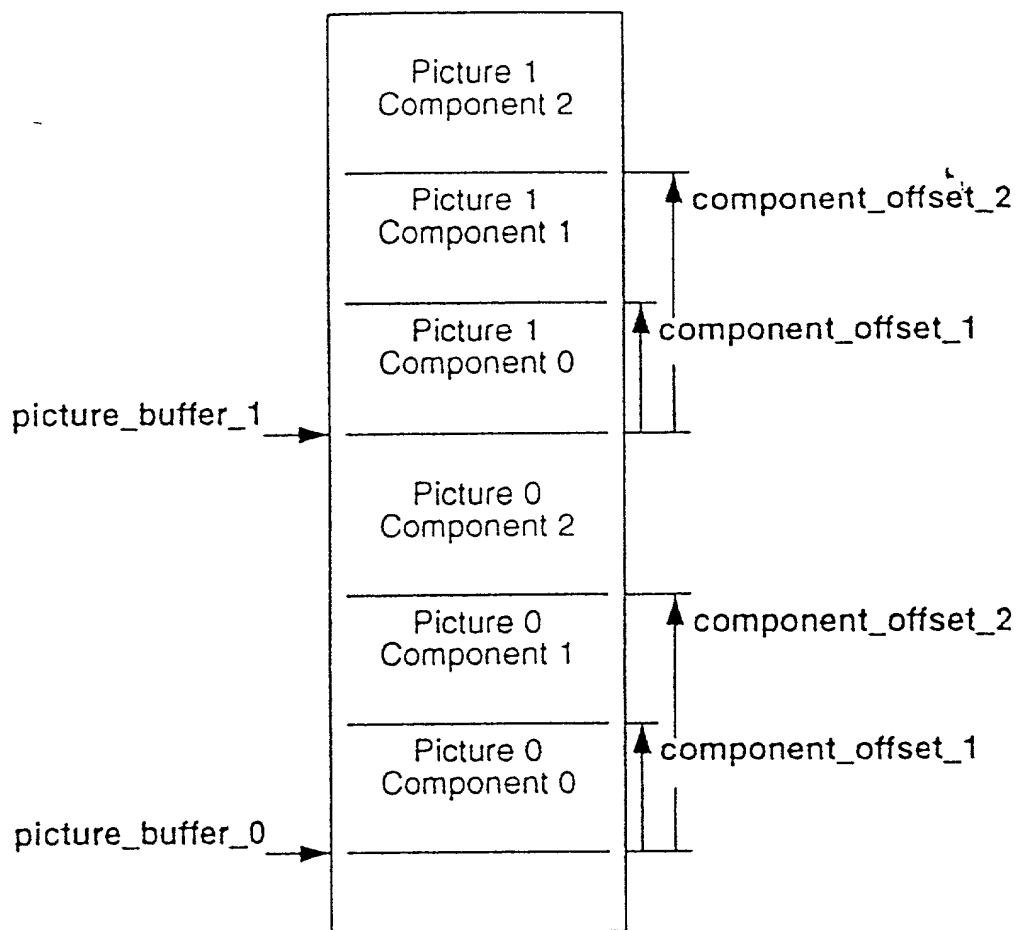 Picture 1
Component 2
Picture 1
Component 1
component_offset_2
Picture 1
Component 0
component_offset_1
picture_buffer_1
Picture 0
Component 2
Picture 0
Component 1
component_offset_2
Picture 0
Component 0
component_offset_1
picture_buffer_0